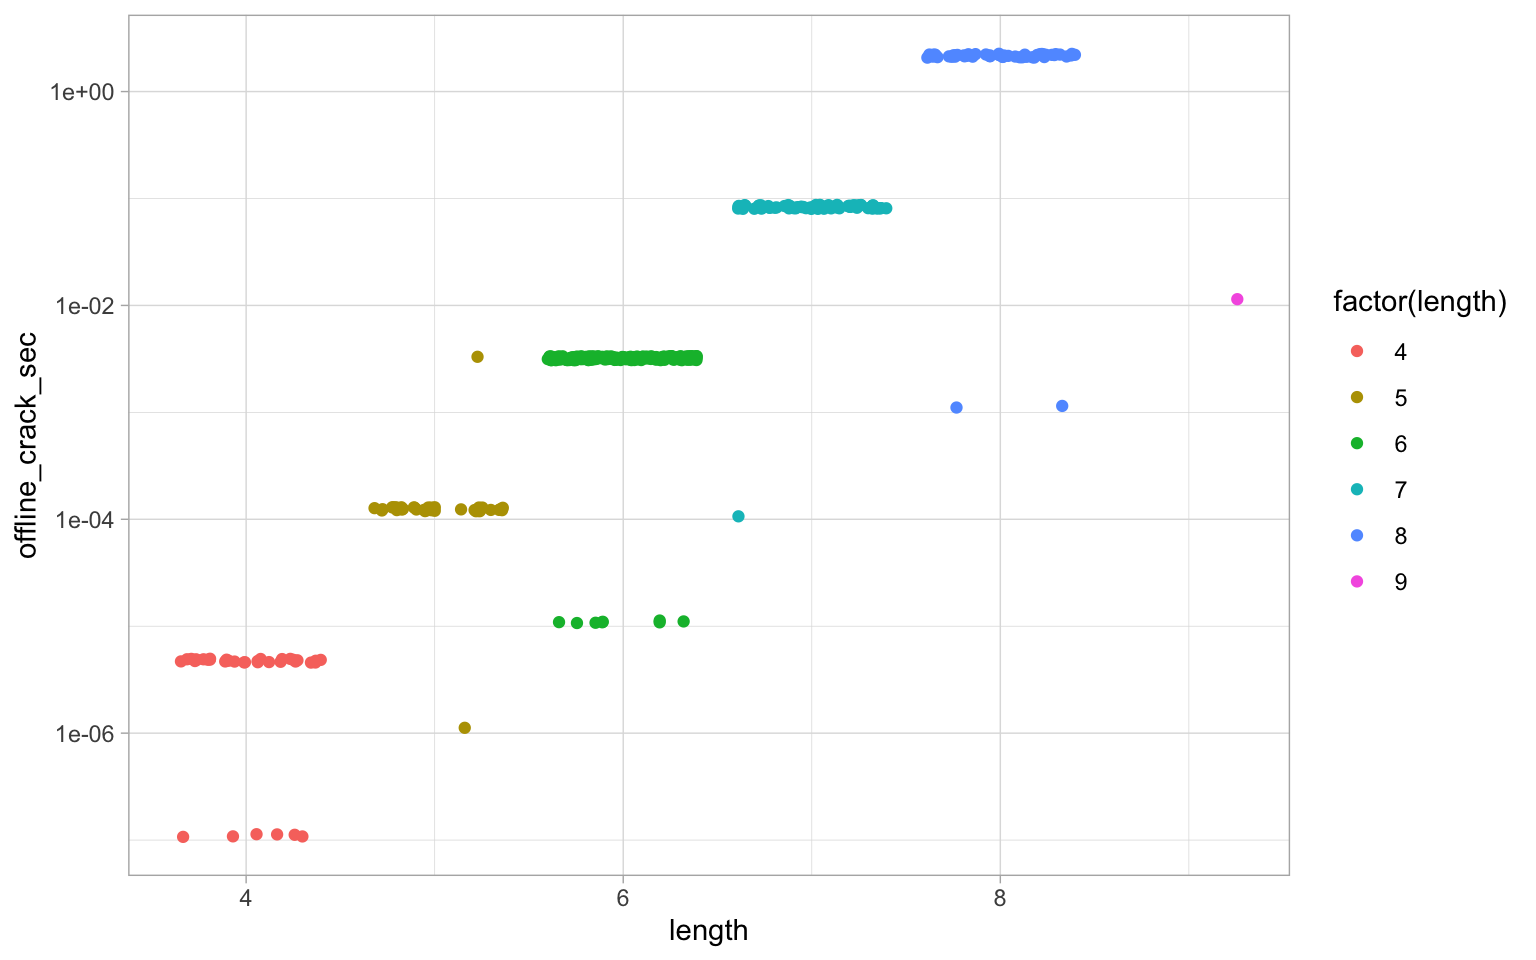 1e+00
1e-02
1e-04
1e-06
offline_crack_sec
4
6
8
length
factor(length)
4
5
6
7
8
9